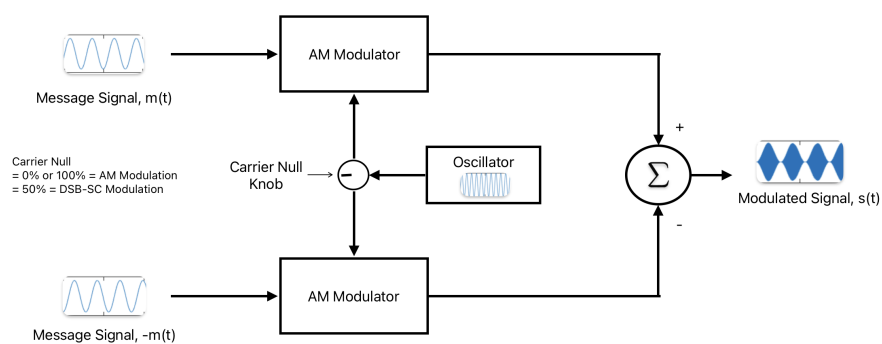 AM Modulator
Message Signal, m(t)
+
Carrier Null
= 0% or 100% = AM Modulation
= 50% = DSB-SC Modulation
Carrier Null
Knob
Oscillator
Σ
Modulated Signal, s(t)
-
AM Modulator
Message Signal, -m(t)